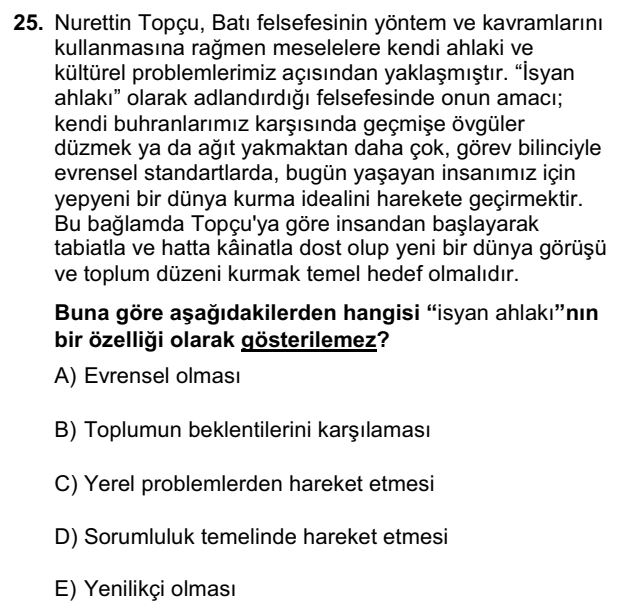 25. Nurettin Topçu, Batı felsefesinin yöntem ve kavramlarını
kullanmasına rağmen meselelere kendi ahlaki ve
kültürel problemlerimiz açısından yaklaşmıştır. “İsyan
ahlakı” olarak adlandırdığı felsefesinde onun amacı;
kendi buhranlarımız karşısında geçmişe övgüler
düzmek ya da ağıt yakmaktan daha çok, görev bilinciyle
evrensel standartlarda, bugün yaşayan insanımız için
yepyeni bir dünya kurma idealini harekete geçirmektir.
Bu bağlamda Topçu'ya göre insandan başlayarak
tabiatla ve hatta kâinatla dost olup yeni bir dünya görüşü
ve toplum düzeni kurmak temel hedef olmalıdır.
Buna göre aşağıdakilerden hangisi “isyan ahlakı”nın
bir özelliği olarak gösterilemez?
A) Evrensel olması
B) Toplumun beklentilerini karşılaması
C) Yerel problemlerden hareket etmesi
D) Sorumluluk temelinde hareket etmesi
E) Yenilikçi olması